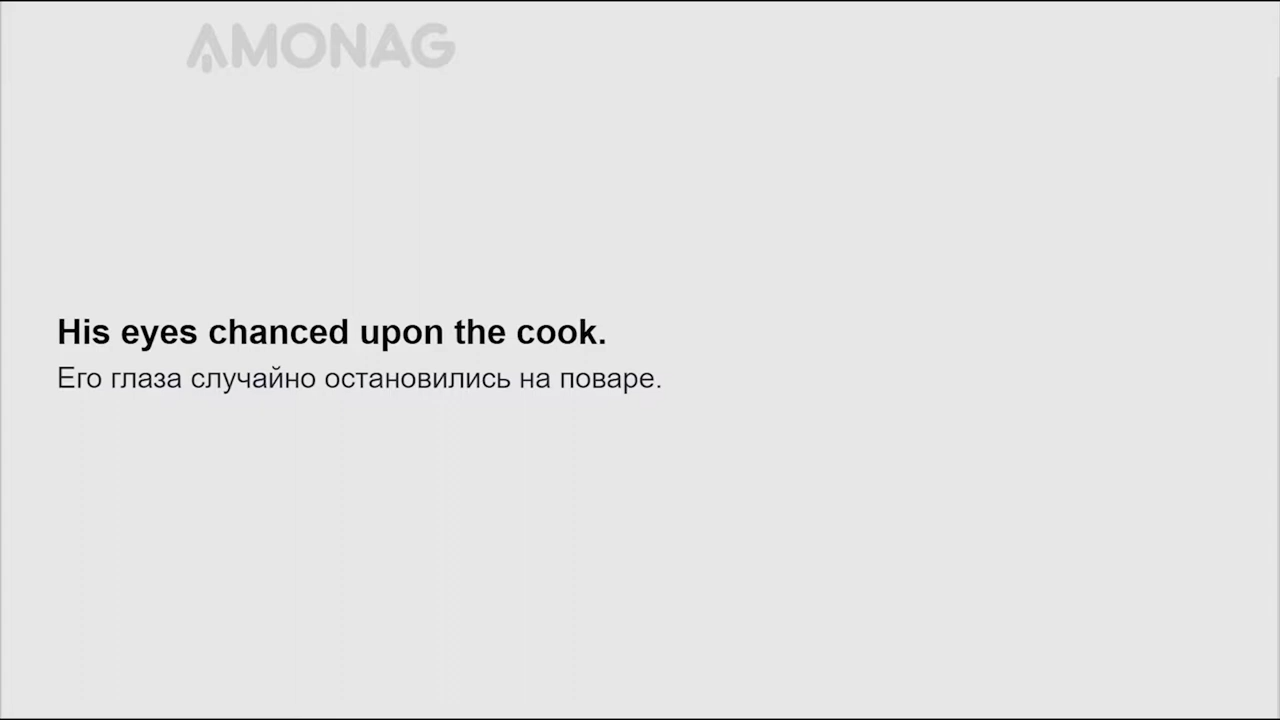 AMONAG
His eyes chanced upon the cook.
Его глаза случайно остановились на поваре.